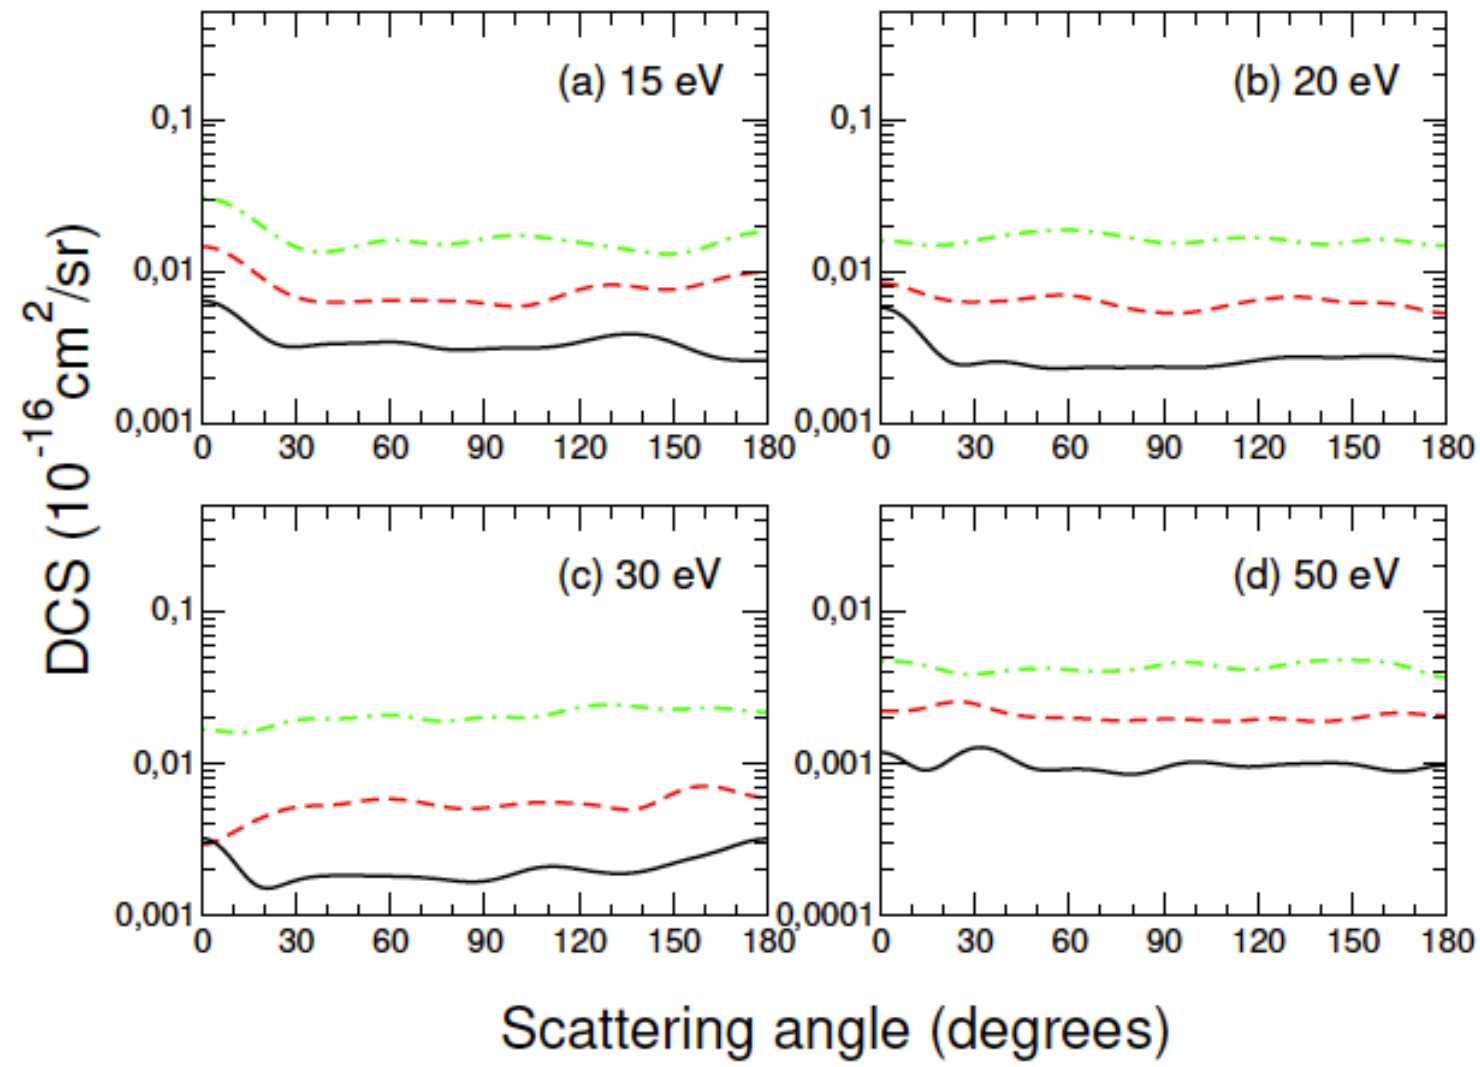 DCS (10^-16 cm^2/sr)
(a) 15 eV
0,1
0,01
0,001
0 30 60 90 120 150 180
(b) 20 eV
0,1
0,01
0,001
0 30 60 90 120 150 180
(c) 30 eV
0,1
0,01
0,001
0 30 60 90 120 150 180
(d) 50 eV
0,01
0,001
0,0001
0 30 60 90 120 150 180
Scattering angle (degrees)